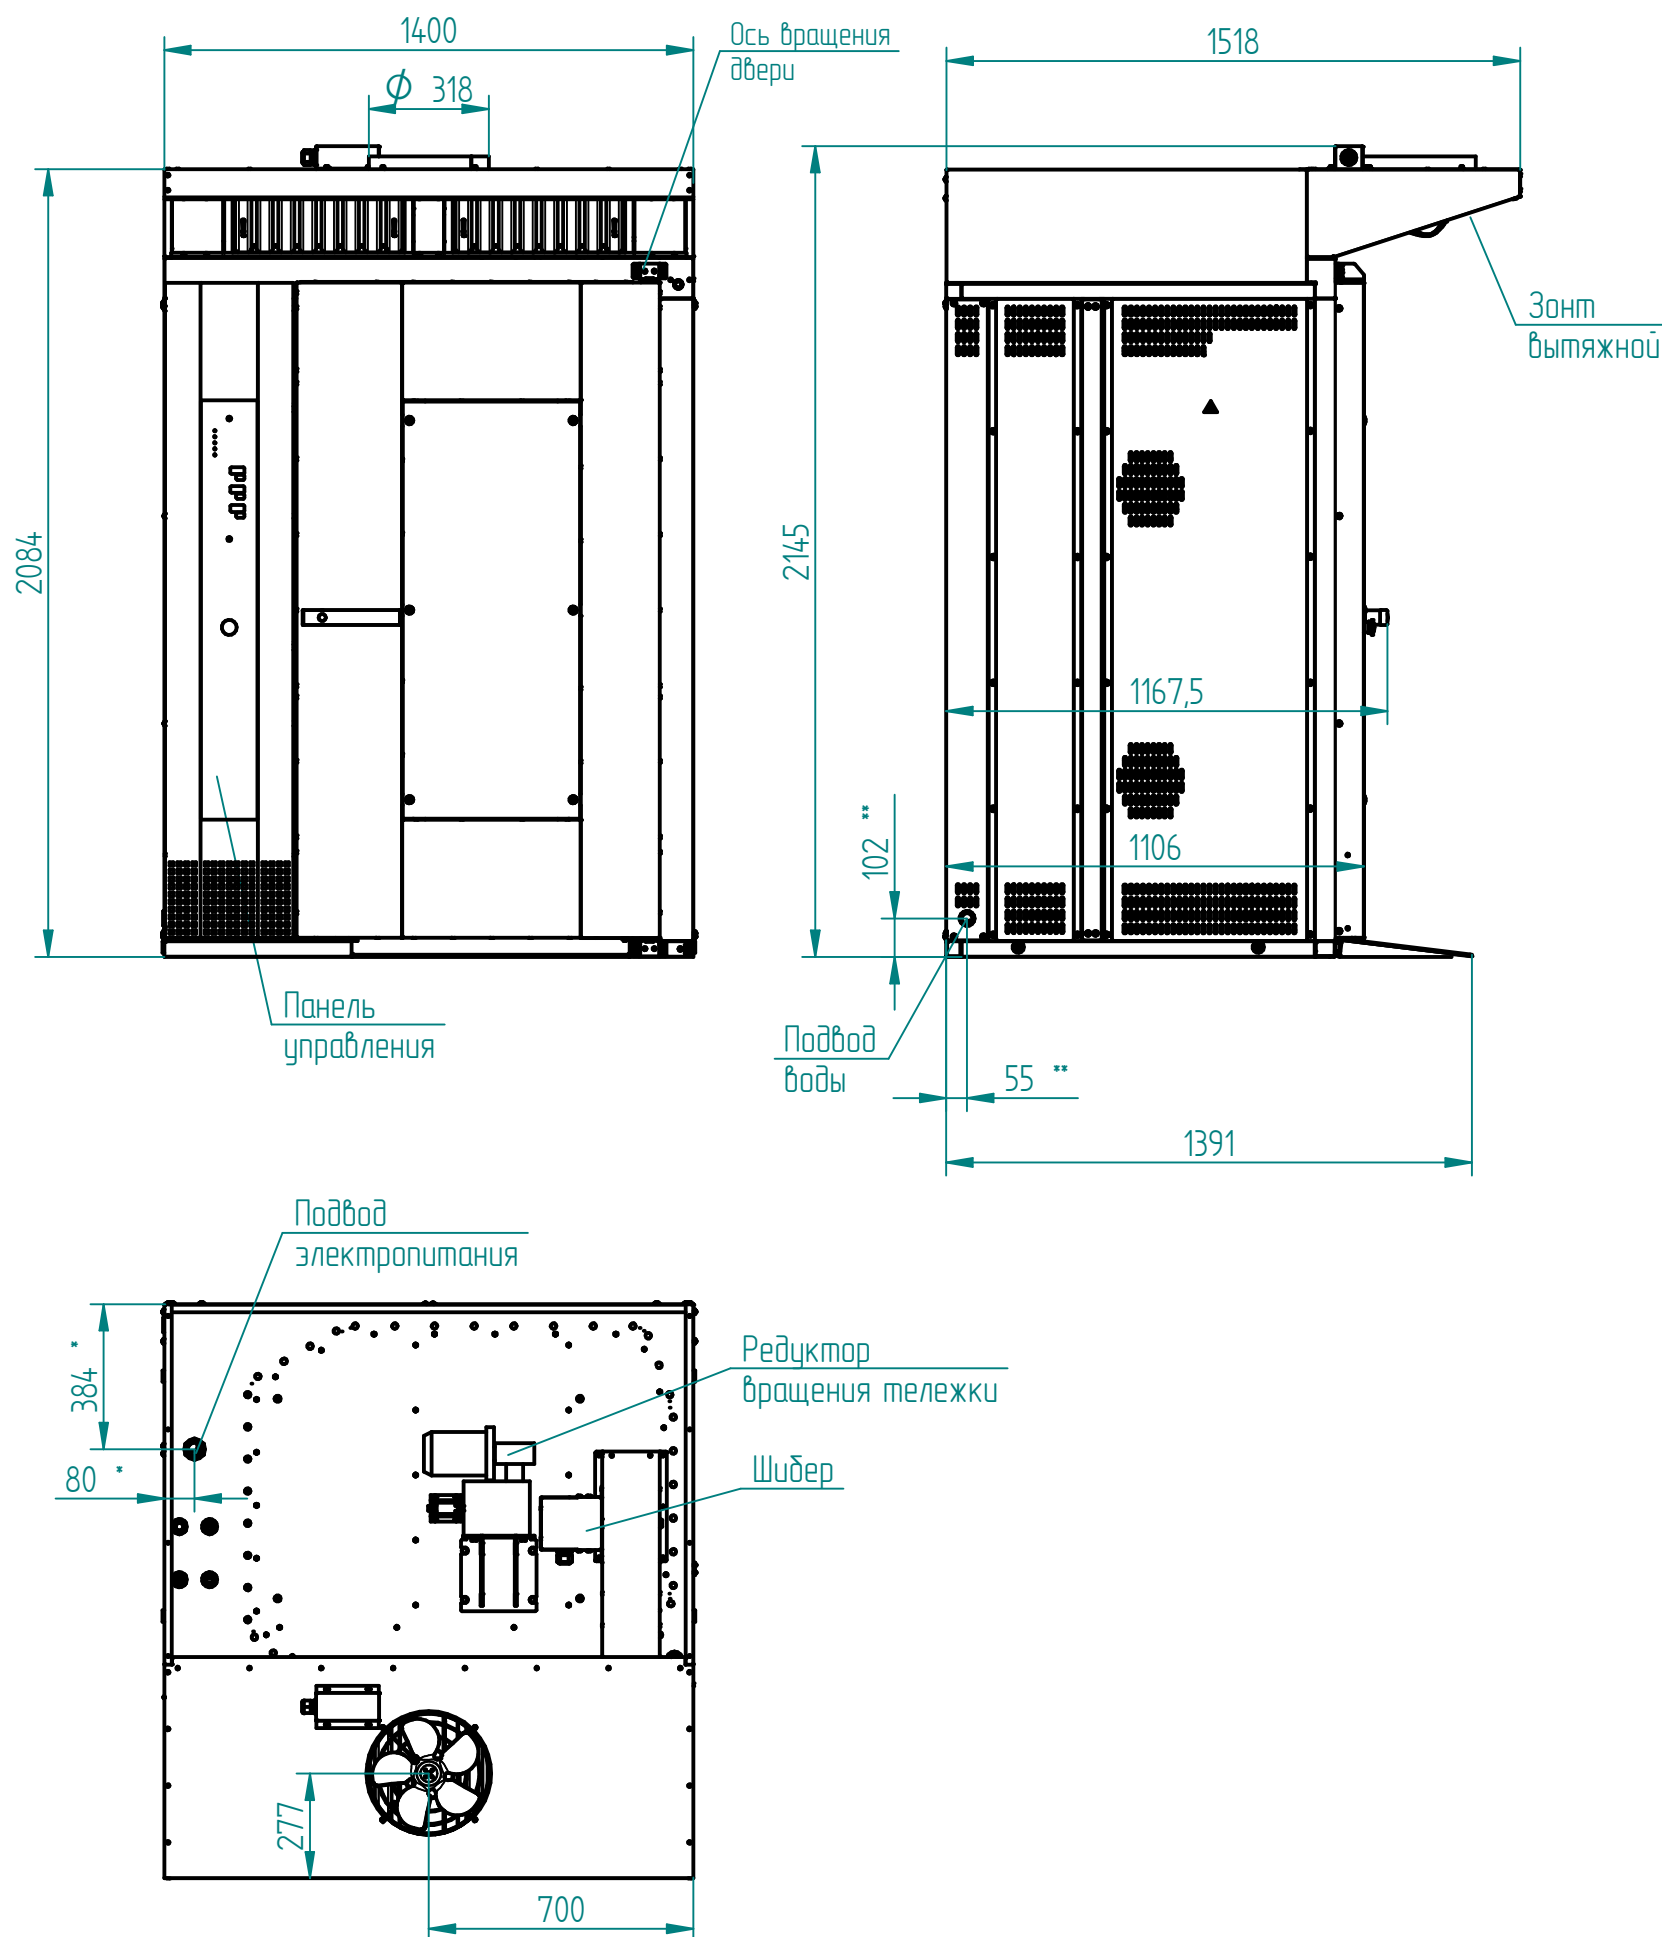 1400
Ø 318
Ось вращения
двери
1518
2084
2145
Зонт
вытяжной
1167,5
102 **
1106
Панель
управления
Подвод
воды
55 **
1391
Подвод
электропитания
384 *
80 *
Редуктор
вращения тележки
Шибер
277
700